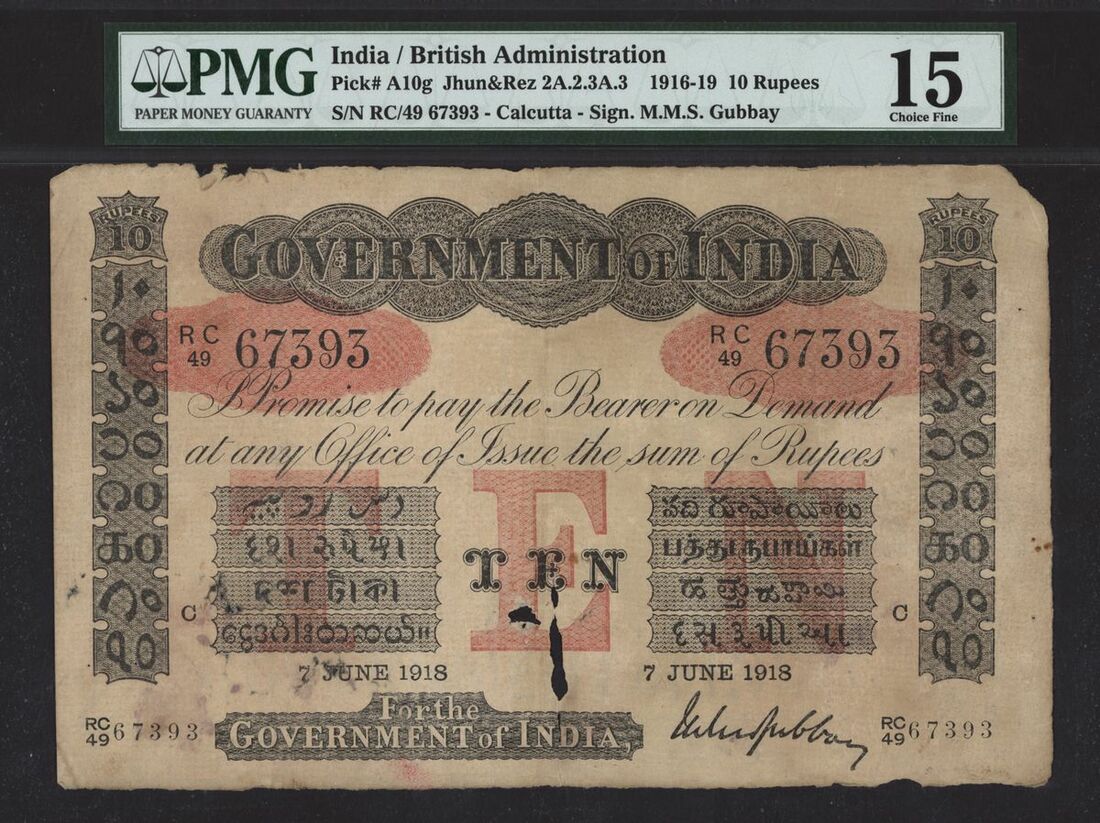 PMG
PAPER MONEY GUARANTY
India / British Administration
Pick# A10g Jhun&Rez 2A.2.3A.3 1916-19 10 Rupees
S/N RC/49 67393 - Calcutta - Sign. M.M.S. Gubbay
15
Choice Fine
RUPEES
10
RUPEES
10
GOVERNMENT OF INDIA
RC
49 67393
RC
49 67393
I Promise to pay the Bearer on Demand
at any Office of Issue the sum of Rupees
१०
TEN
દશ રૂપૈયા
பத்து ரூபாய்கள்
TEN
C
C
7 JUNE 1918
7 JUNE 1918
For the
GOVERNMENT of INDIA,
RC
49 67393
RC
49 67393